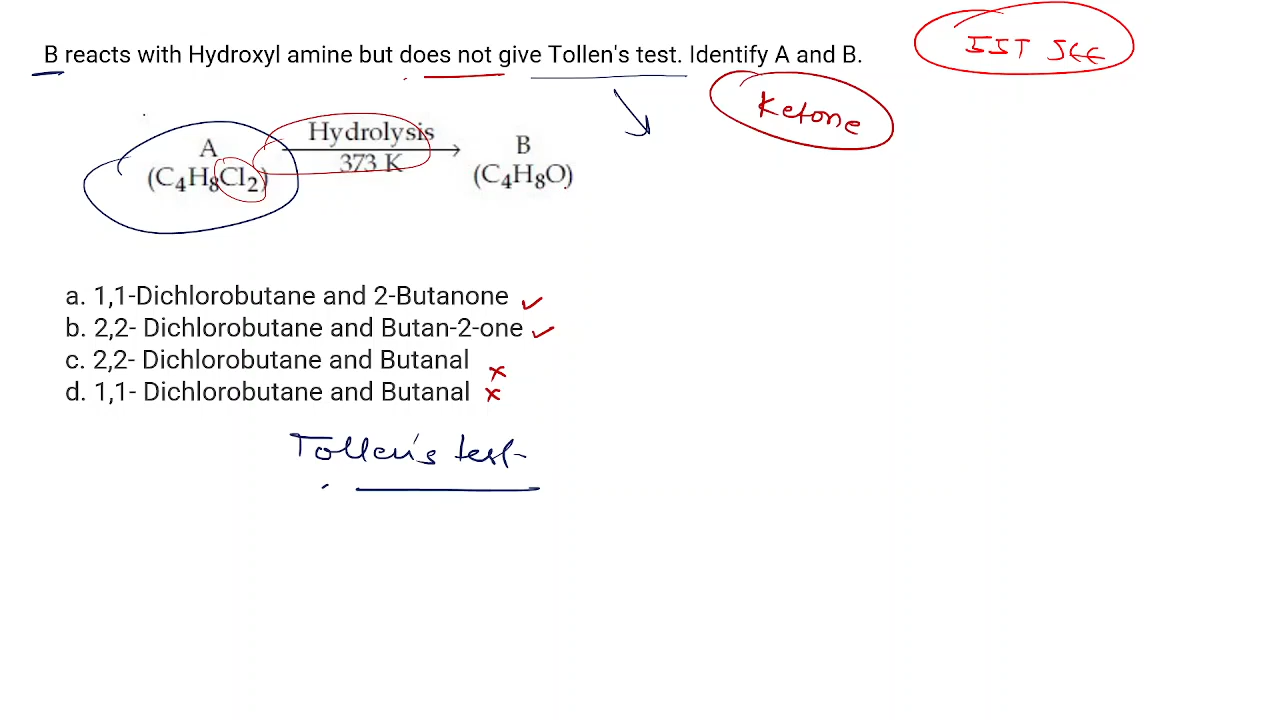 IIT JEE
B reacts with Hydroxyl amine but does not give Tollen's test. Identify A and B.
Ketone
Hydrolysis
A
373 K
B
(C₄H₈Cl₂)
(C₄H₈O)
a. 1,1-Dichlorobutane and 2-Butanone ✓
b. 2,2- Dichlorobutane and Butan-2-one ✓
c. 2,2- Dichlorobutane and Butanal ×
d. 1,1- Dichlorobutane and Butanal ×
Tollen's test